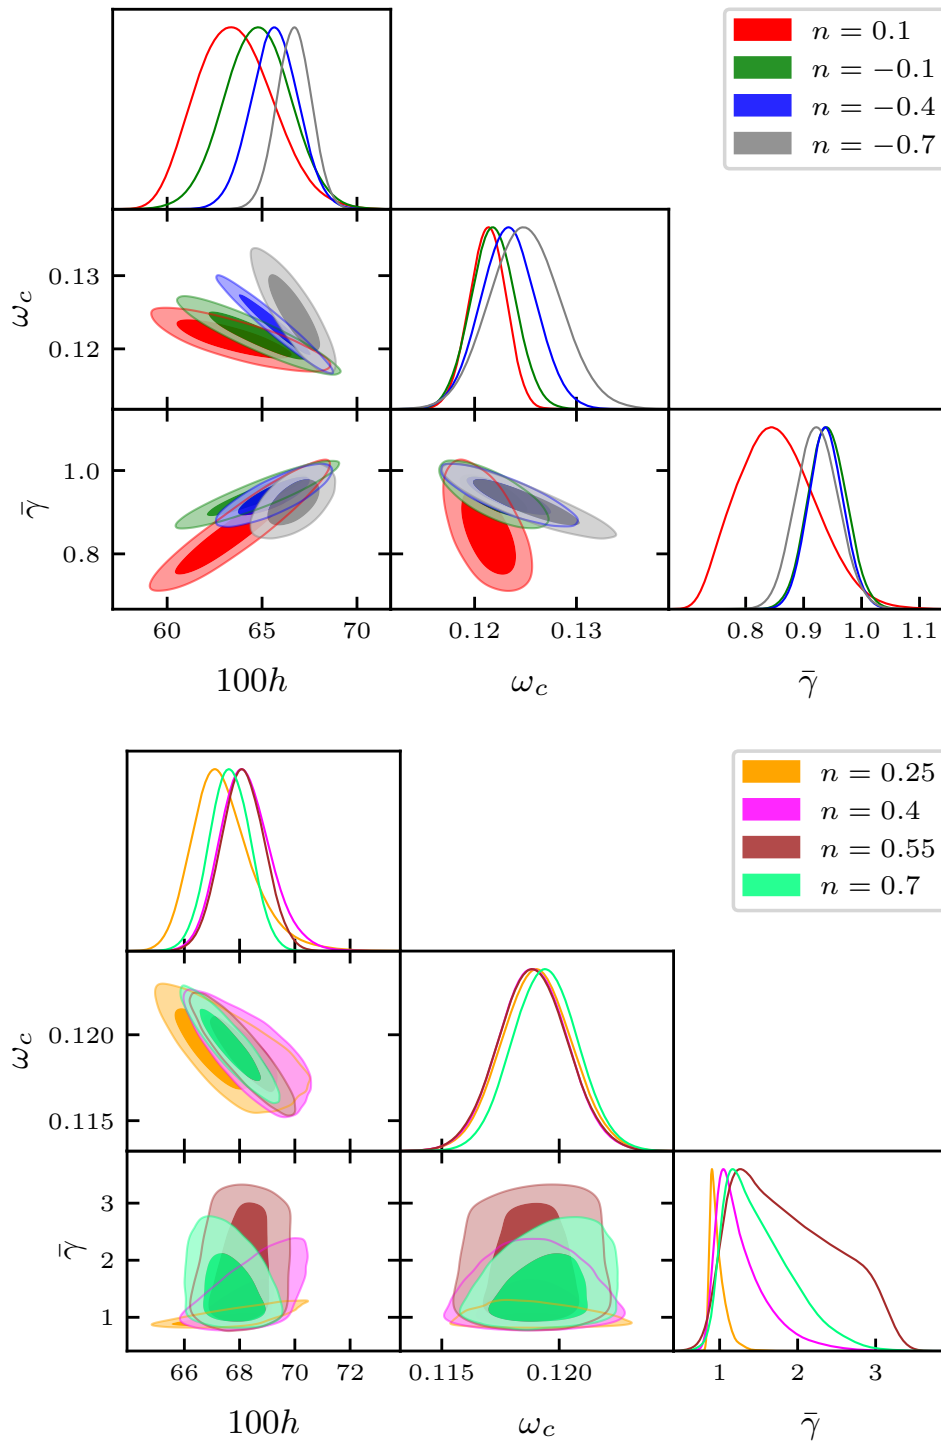 n = 0.1
n = −0.1
n = −0.4
n = −0.7
0.13
0.12
ω_c
1.0
0.8
γ̄
60 65 70
0.12 0.13
0.8 0.9 1.0 1.1
100h
ω_c
γ̄
n = 0.25
n = 0.4
n = 0.55
n = 0.7
0.120
0.115
ω_c
3
2
1
γ̄
66 68 70 72
0.115 0.120
1 2 3
100h
ω_c
γ̄